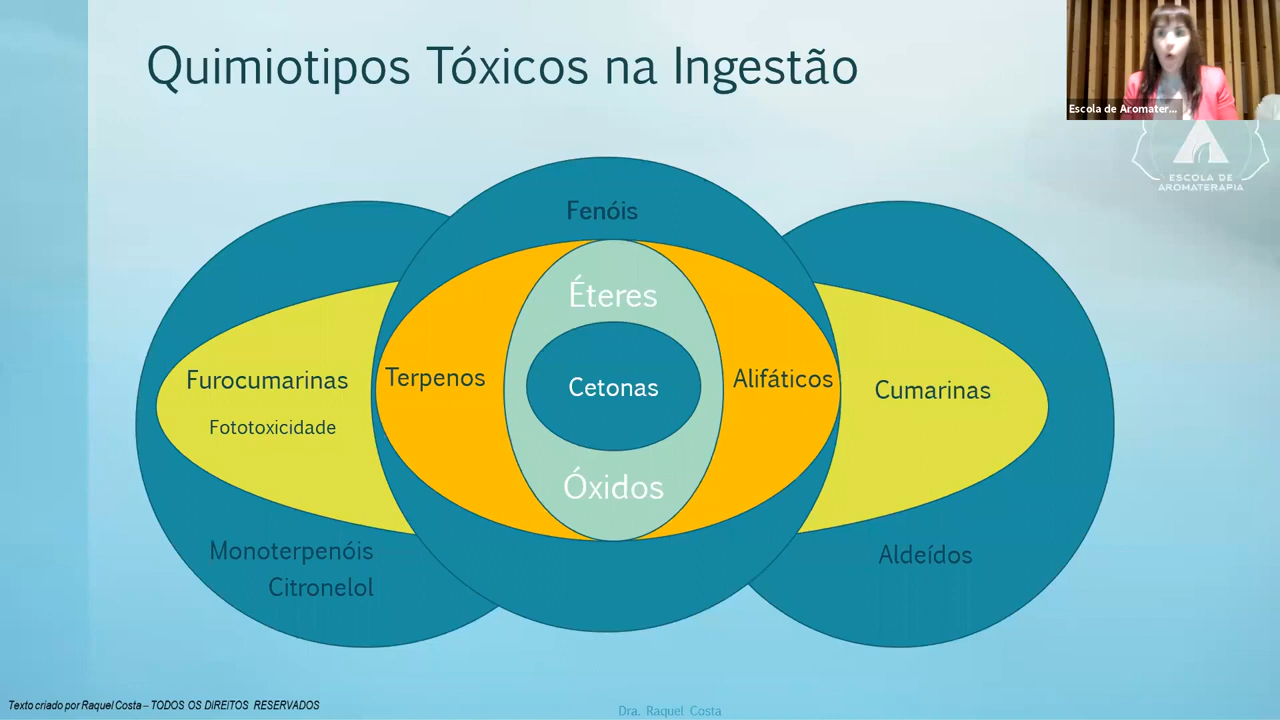 Quimiotipos Tóxicos na Ingestão
Escola de Aromater...
ESCOLA DE
AROMATERAPIA
Fenóis
Éteres
Furocumarinas
Terpenos
Cetonas
Alifáticos
Cumarinas
Fototoxicidade
Óxidos
Monoterpenóis
Citronelol
Aldeídos
Texto criado por Raquel Costa – TODOS OS DIREITOS RESERVADOS
Dra. Raquel Costa